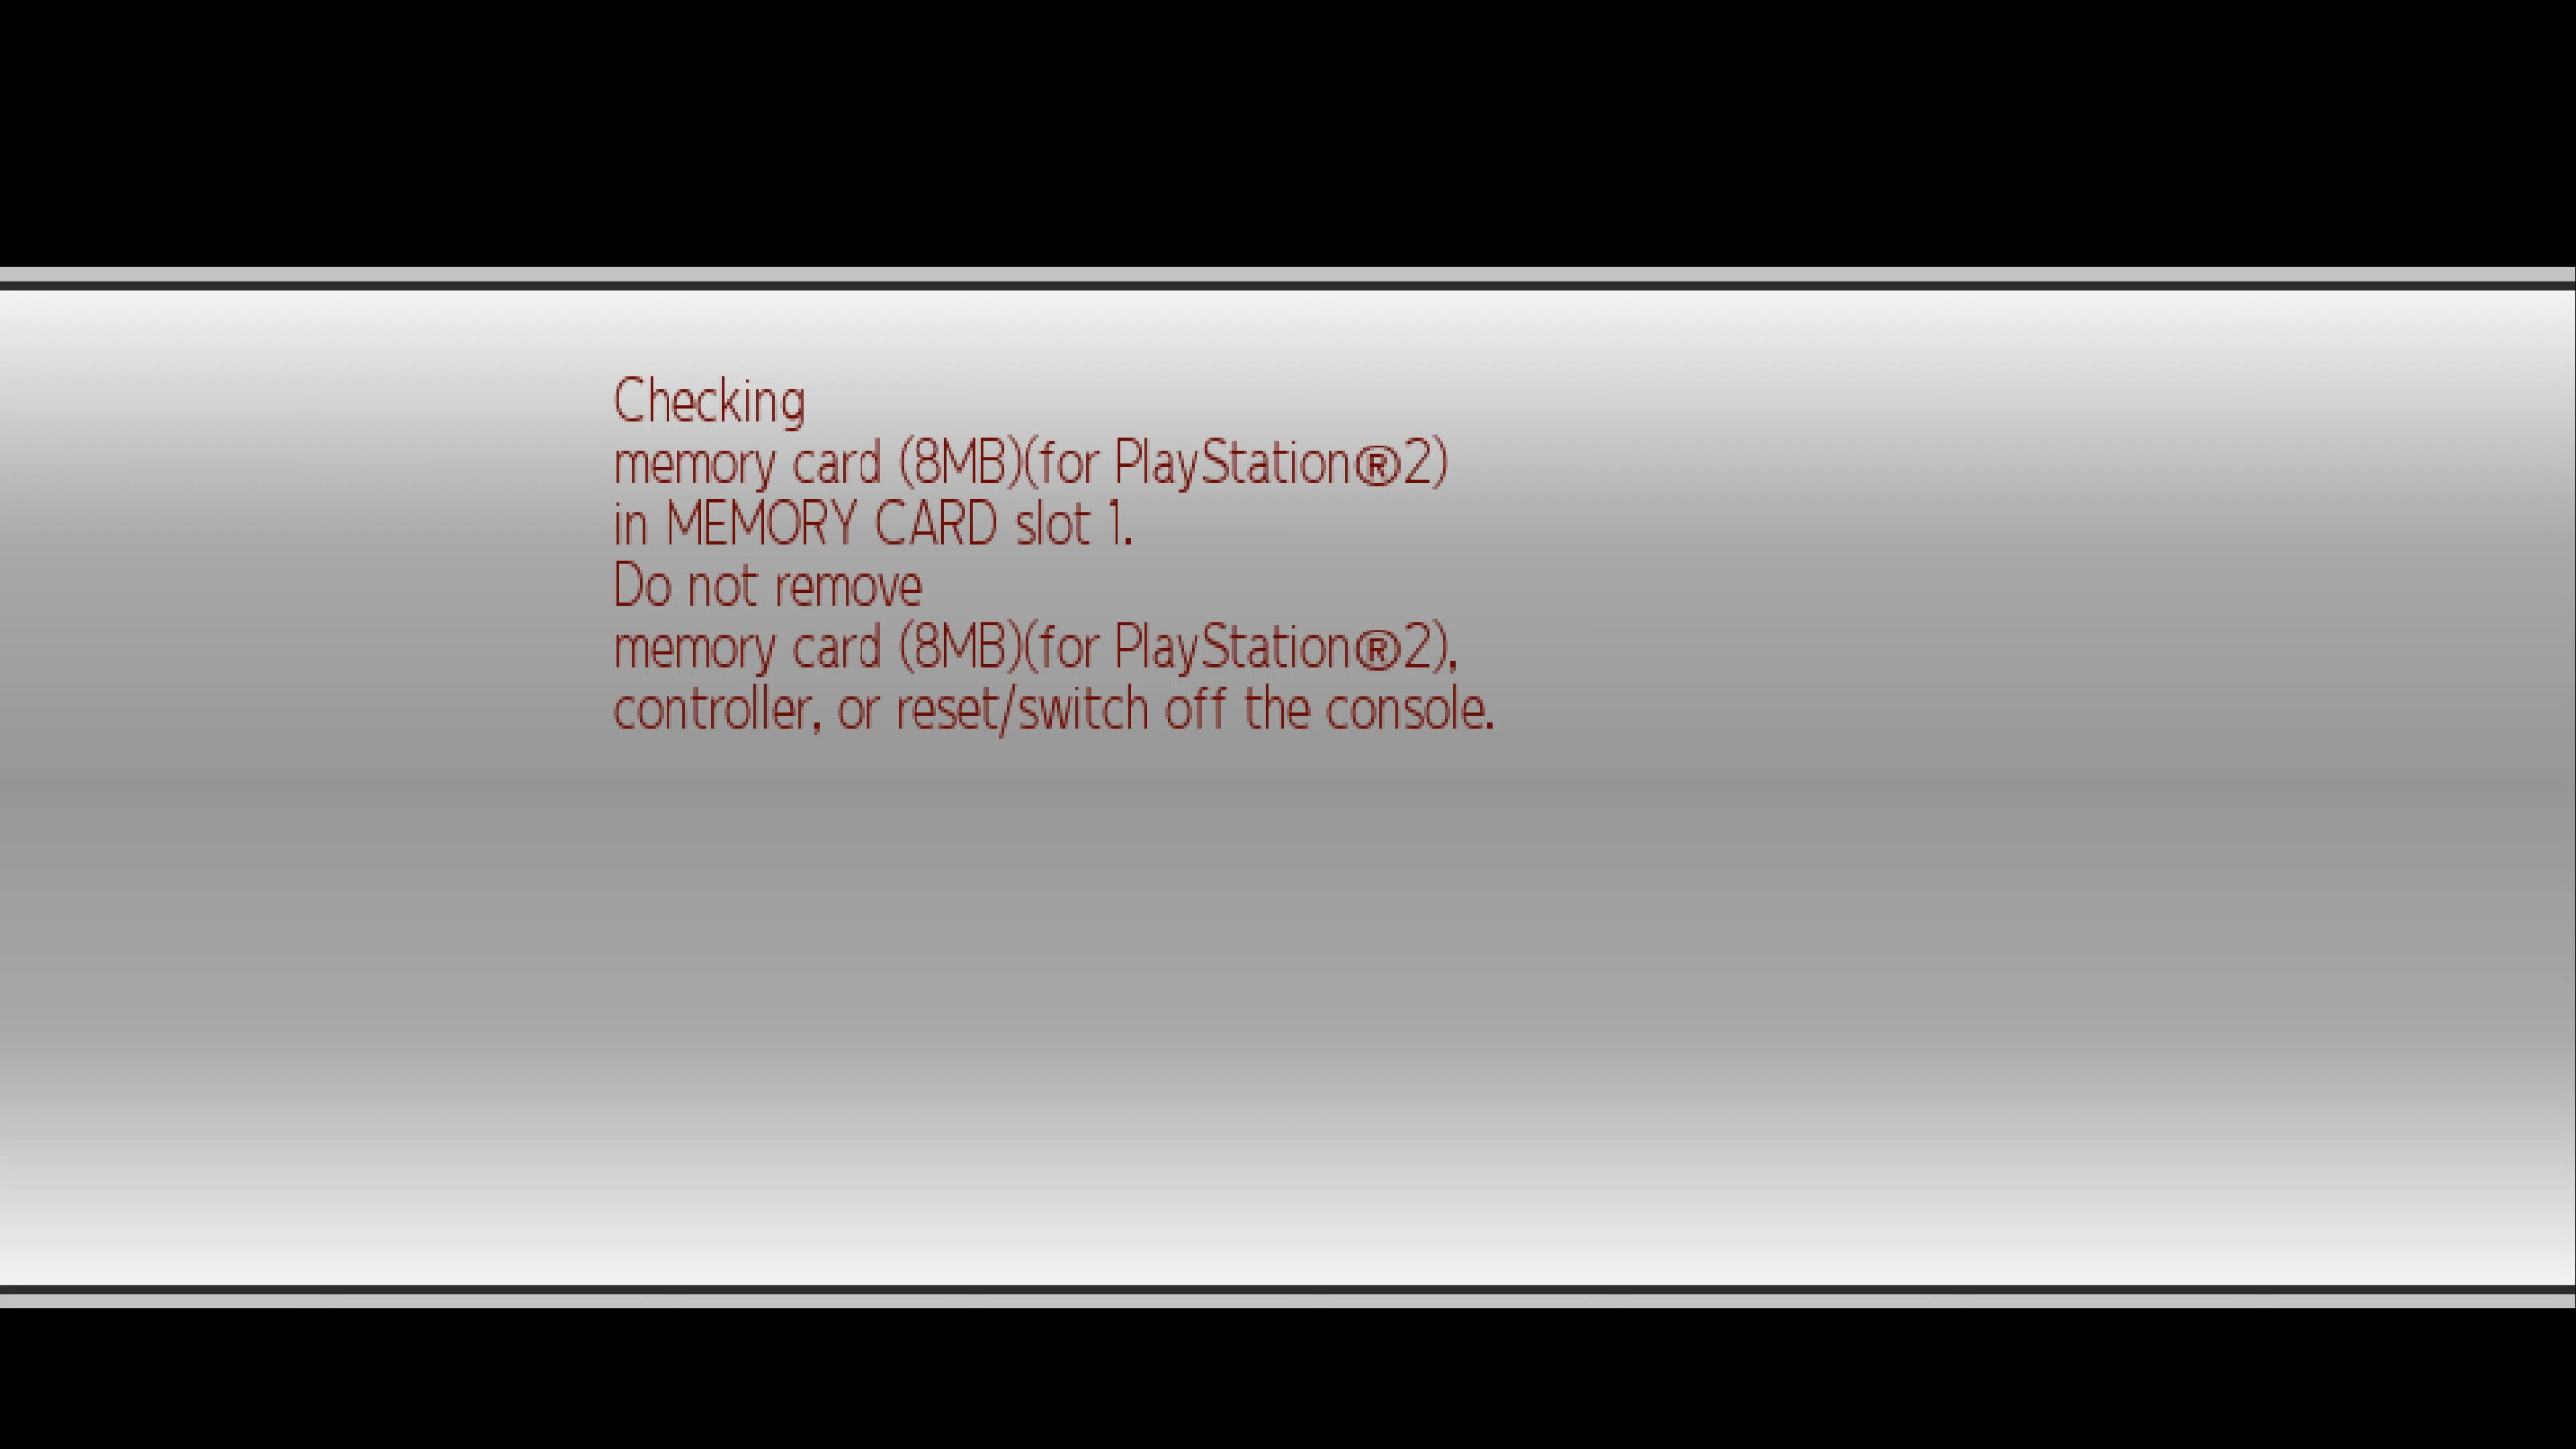 Checking
memory card (8MB)(for PlayStation®2)
in MEMORY CARD slot 1.
Do not remove
memory card (8MB)(for PlayStation®2),
controller, or reset/switch off the console.